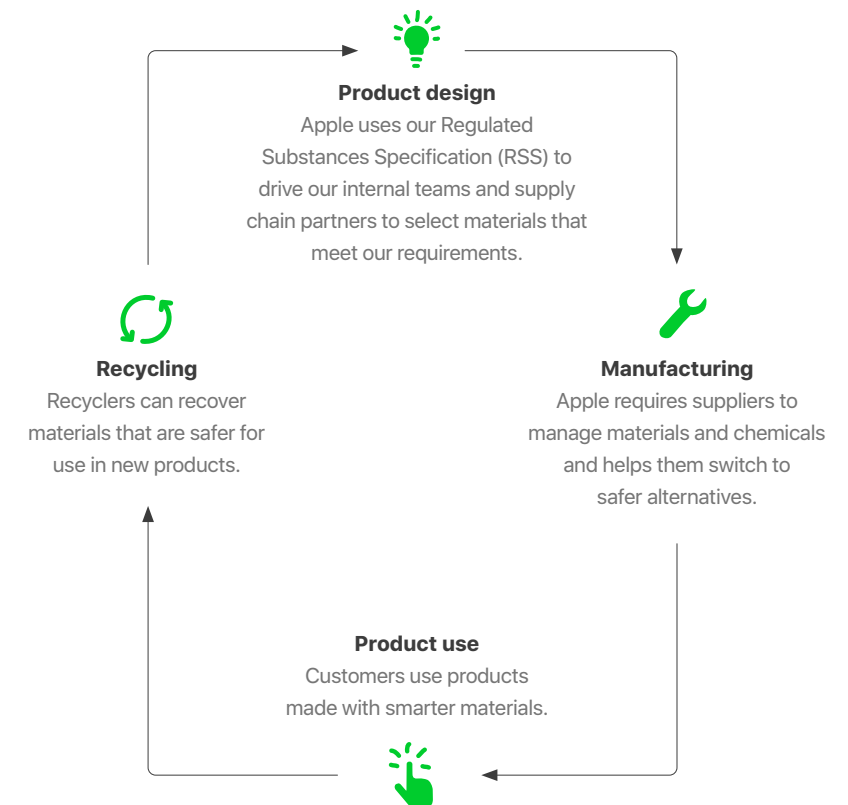 Product design
Apple uses our Regulated
Substances Specification (RSS) to
drive our internal teams and supply
chain partners to select materials that
meet our requirements.
Manufacturing
Apple requires suppliers to
manage materials and chemicals
and helps them switch to
safer alternatives.
Product use
Customers use products
made with smarter materials.
Recycling
Recyclers can recover
materials that are safer for
use in new products.